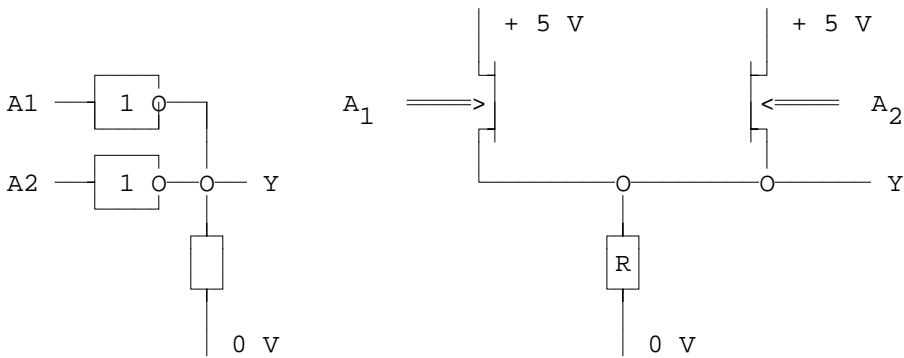 + 5 V + 5 V
A1 1 A₁ > < A₂
A2 1 Y Y
R
0 V 0 V